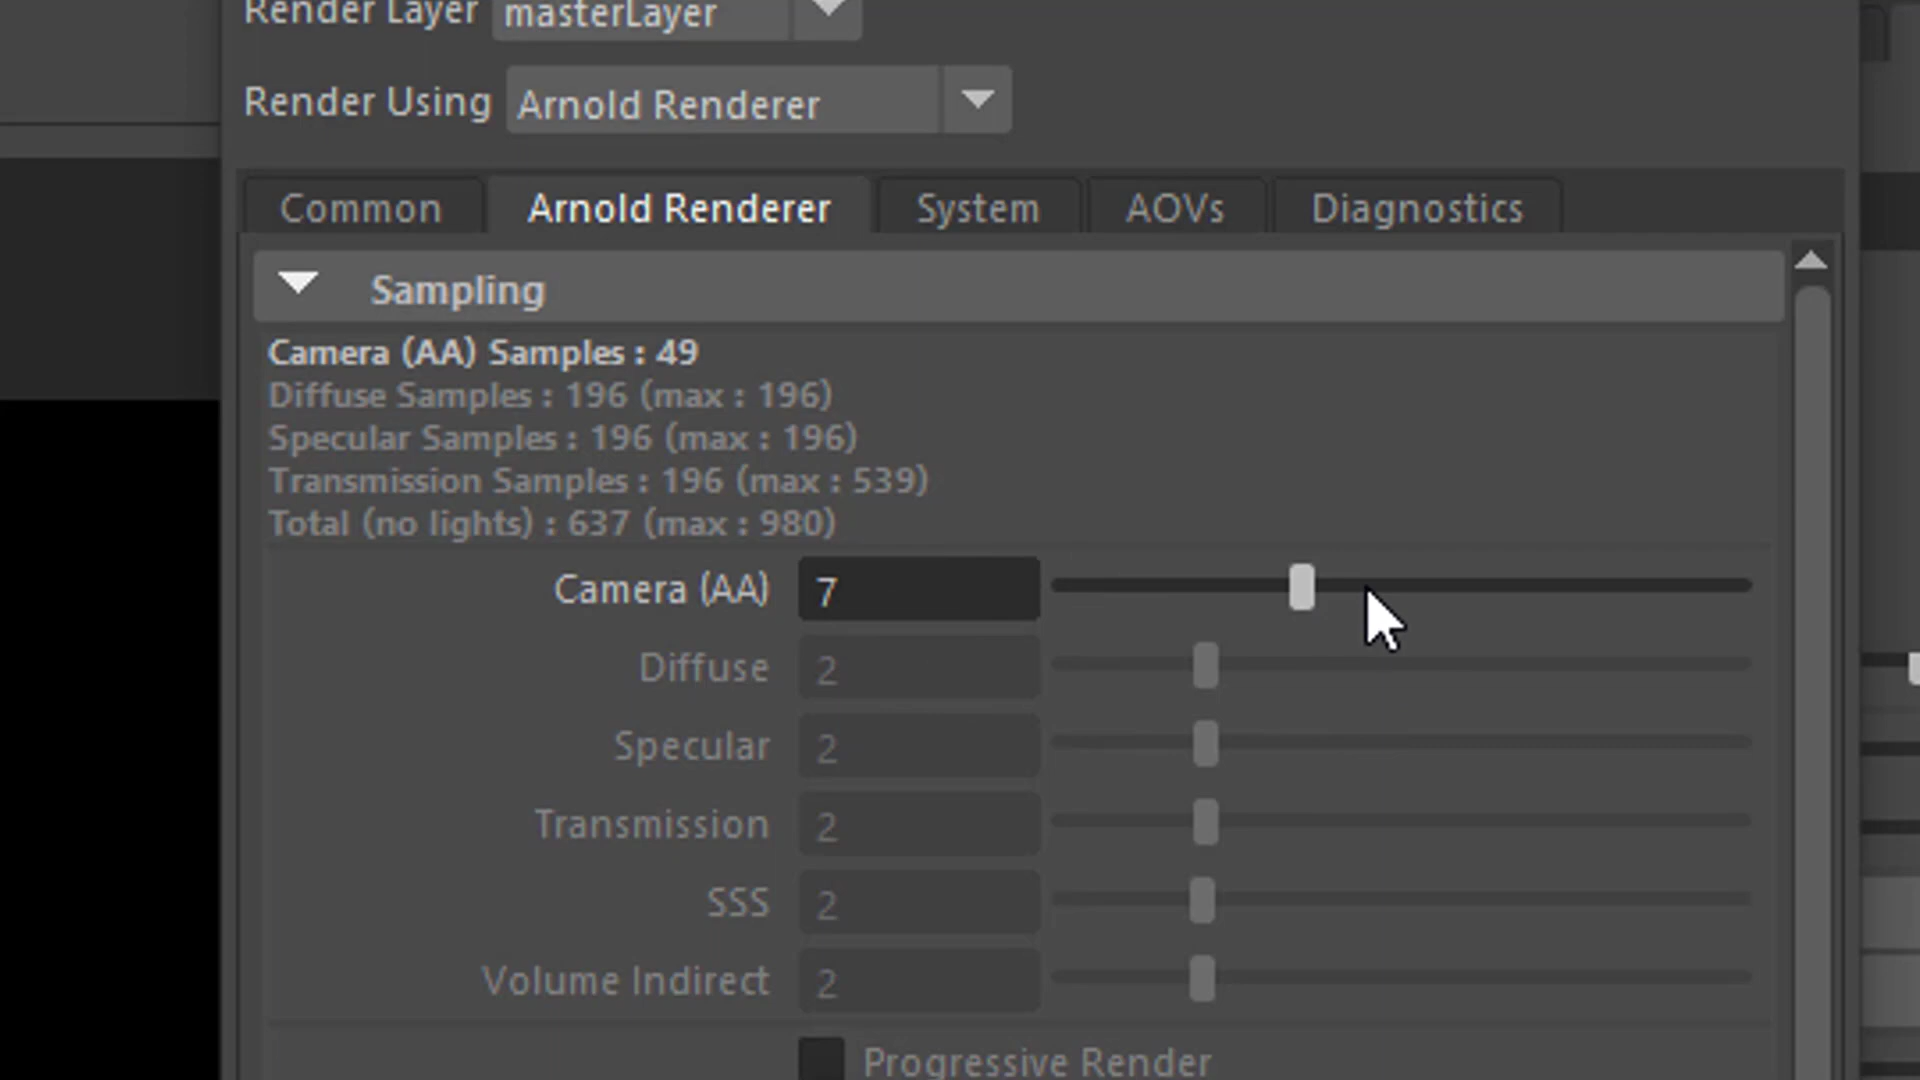 Render Layer masterLayer
Render Using Arnold Renderer
Common Arnold Renderer System AOVs Diagnostics
Sampling
Camera (AA) Samples : 49
Diffuse Samples : 196 (max : 196)
Specular Samples : 196 (max : 196)
Transmission Samples : 196 (max : 539)
Total (no lights) : 637 (max : 980)
Camera (AA) 7
Diffuse 2
Specular 2
Transmission 2
SSS 2
Volume Indirect 2
Progressive Render